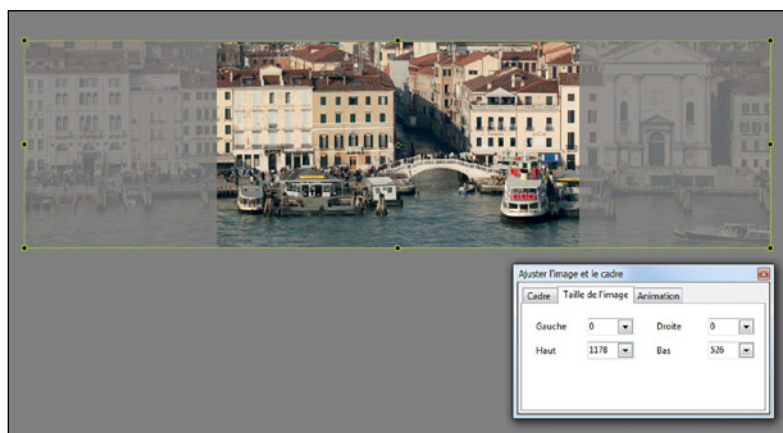 Ajuster l'image et le cadre
Cadre Taille de l'image Animation
Gauche 0 Droite 0
Haut 1178 Bas 526